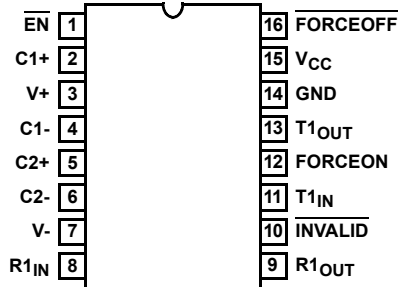 EN 1 16 FORCEOFF
C1+ 2 15 VCC
V+ 3 14 GND
C1- 4 13 T1OUT
C2+ 5 12 FORCEON
C2- 6 11 T1IN
V- 7 10 INVALID
R1IN 8 9 R1OUT